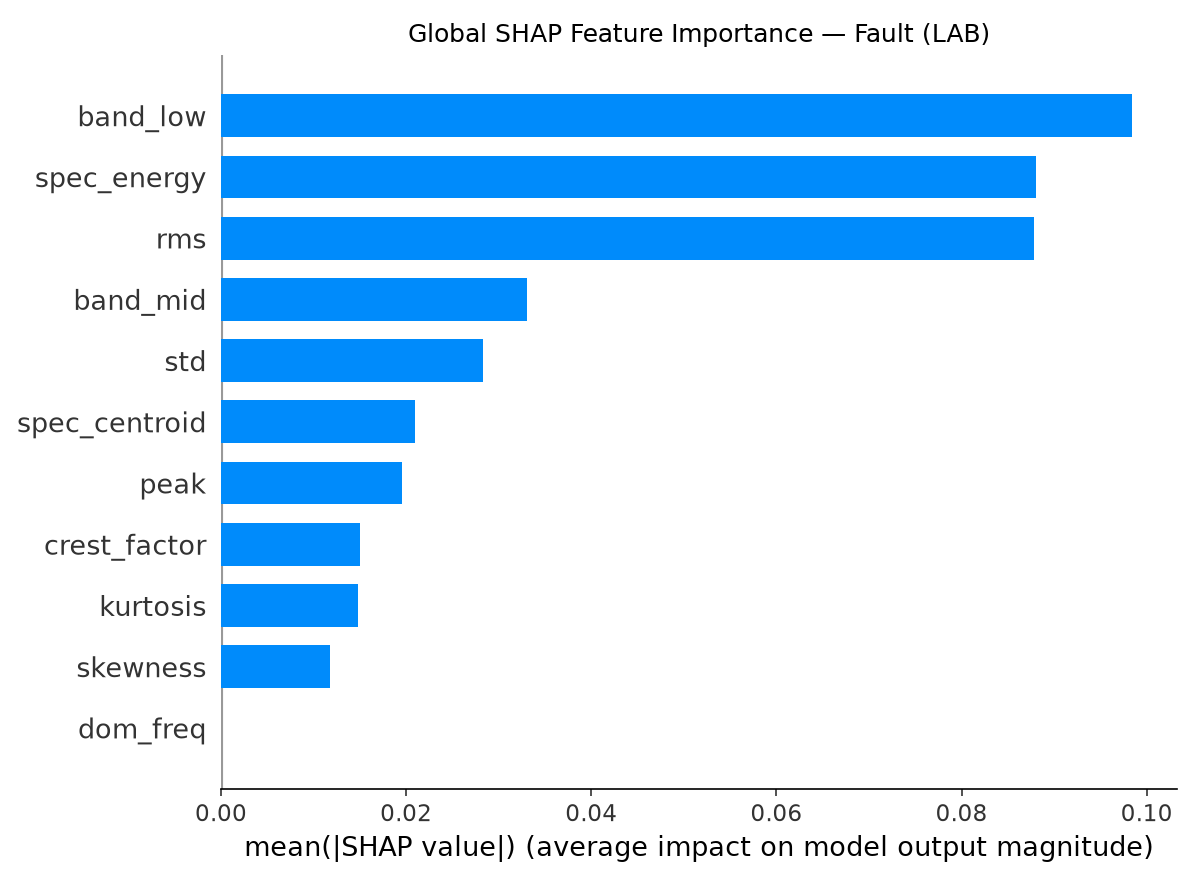 Global SHAP Feature Importance — Fault (LAB)
band_low
spec_energy
rms
band_mid
std
spec_centroid
peak
crest_factor
kurtosis
skewness
dom_freq
0.00 0.02 0.04 0.06 0.08 0.10
mean(|SHAP value|) (average impact on model output magnitude)